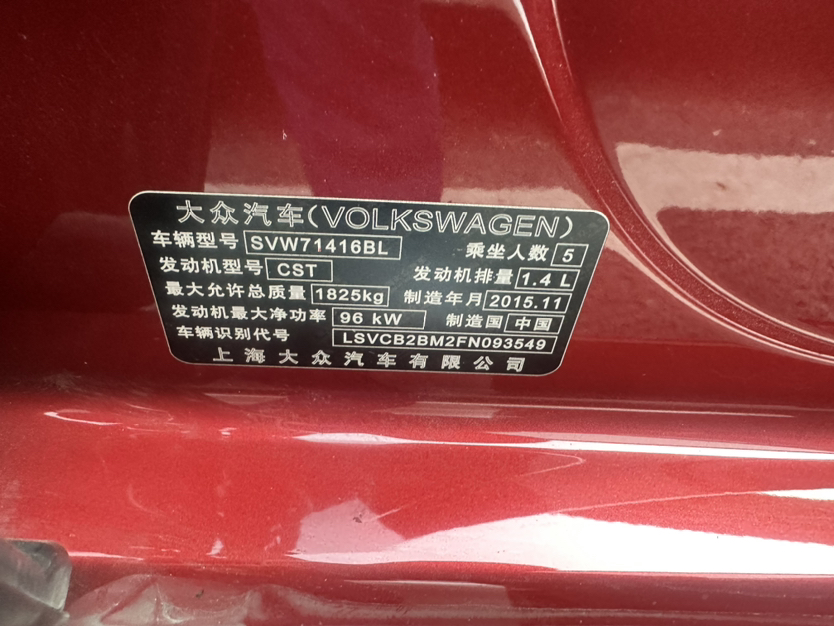 大众汽车(VOLKSWAGEN)
车辆型号 SVW71416BL 乘坐人数 5
发动机型号 CST 发动机排量 1.4 L
最大允许总质量 1825kg 制造年月 2015.11
发动机最大净功率 96 kW 制造国 中国
车辆识别代号 LSVCB2BM2FN093549
上海大众汽车有限公司